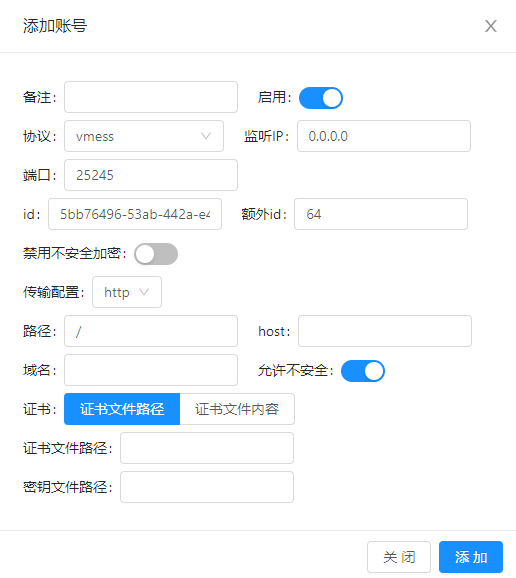 添加账号
备注： 启用：
协议： vmess 监听IP： 0.0.0.0
端口： 25245
id： 5bb76496-53ab-442a-e4 额外id： 64
禁用不安全加密：
传输配置： http
路径： / host：
域名： 允许不安全：
证书： 证书文件路径 证书文件内容
证书文件路径：
密钥文件路径：
关 闭 添 加